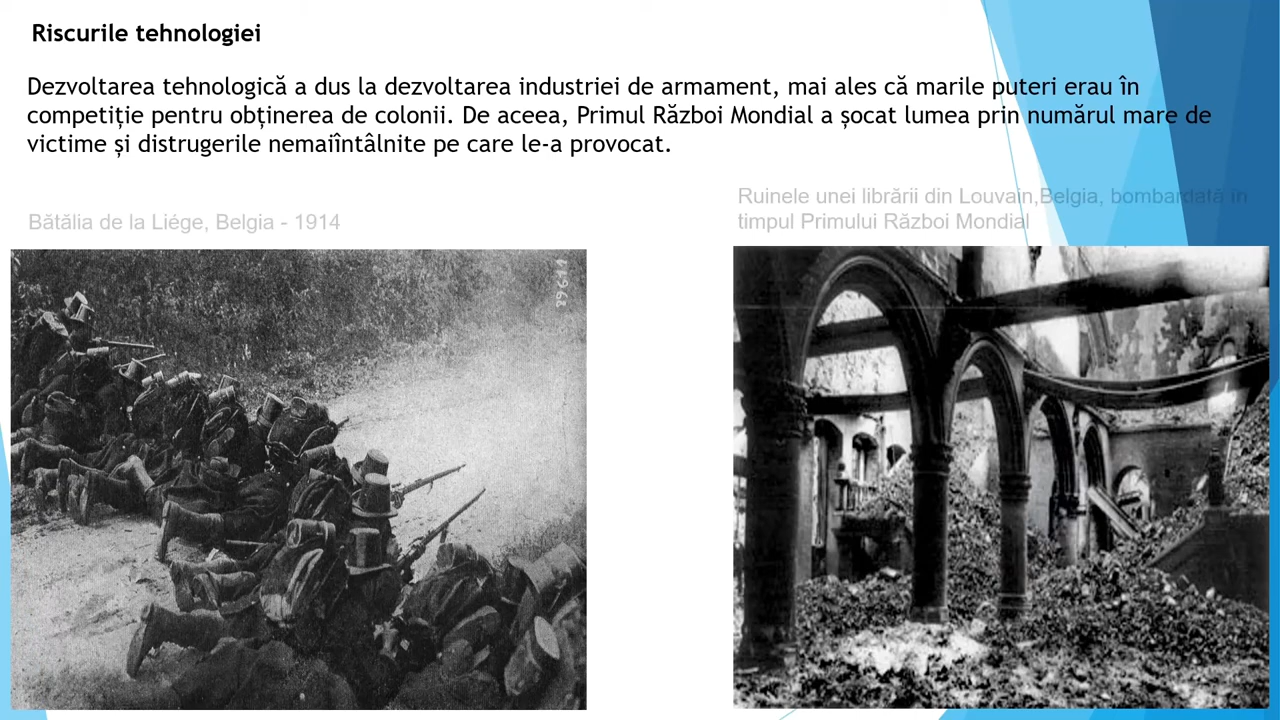 Riscurile tehnologiei
Dezvoltarea tehnologică a dus la dezvoltarea industriei de armament, mai ales că marile puteri erau în
competiție pentru obținerea de colonii. De aceea, Primul Război Mondial a șocat lumea prin numărul mare de
victime și distrugerile nemaiîntâlnite pe care le-a provocat.
Ruinele unei librării din Louvain,Belgia, bombardată în
timpul Primului Război Mondial
Bătălia de la Liége, Belgia - 1914